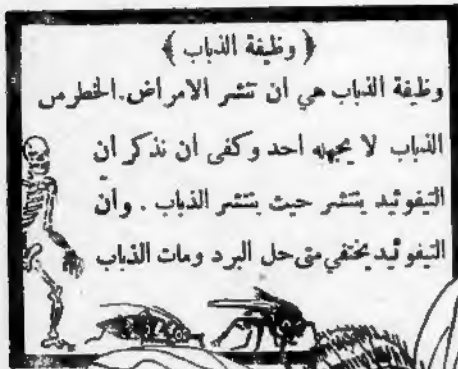 ﴿ وظيفة الذباب ﴾
وظيفة الذباب هي ان تنشر الامراض . الخطر من
الذباب لا يجهله احد وكفى ان نذكر ان
التيفوئيد ينتشر حيث ينتشر الذباب . وان
التيفوئيد يختفي متى حل البرد ومات الذباب